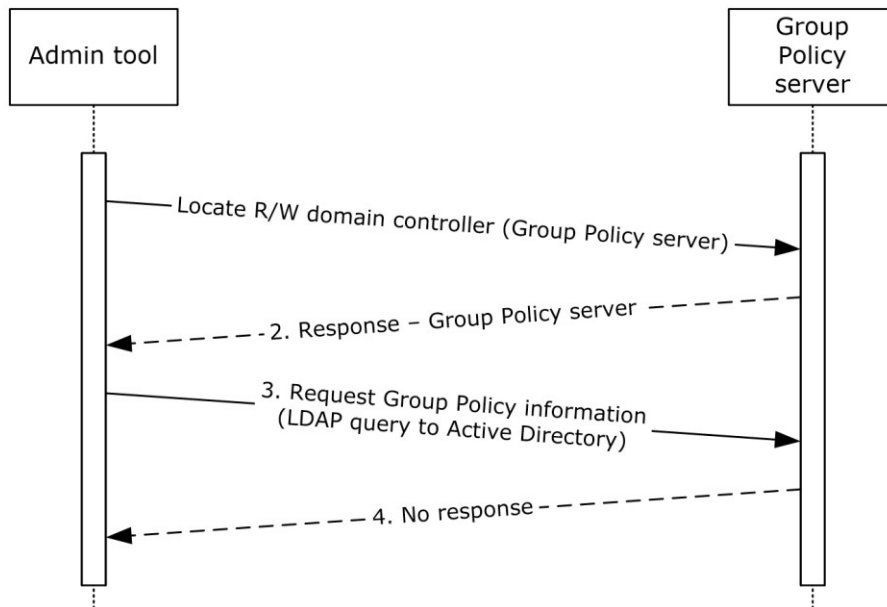 Admin tool
Group
Policy
server
Locate R/W domain controller (Group Policy server)
2. Response – Group Policy server
3. Request Group Policy information
(LDAP query to Active Directory)
4. No response